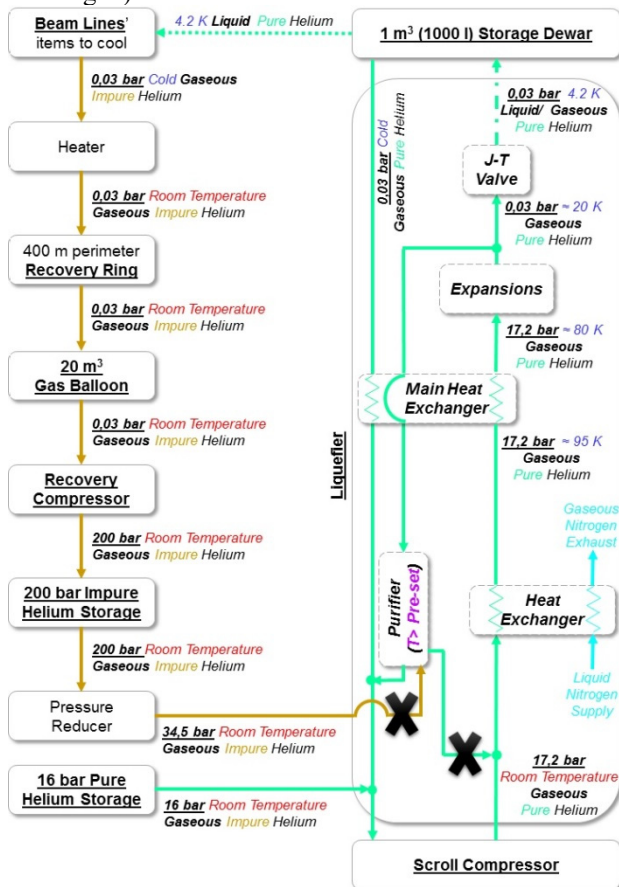 Beam Lines'
items to cool
4.2 K Liquid Pure Helium
1 m³ (1000 l) Storage Dewar
0,03 bar Cold Gaseous
Impure Helium
Heater
0,03 bar Room Temperature
Gaseous Impure Helium
400 m perimeter
Recovery Ring
0,03 bar Room Temperature
Gaseous Impure Helium
20 m³
Gas Balloon
0,03 bar Room Temperature
Gaseous Impure Helium
Recovery
Compressor
200 bar Room Temperature
Gaseous Impure Helium
200 bar Impure
Helium Storage
200 bar Room Temperature
Gaseous Impure Helium
Pressure
Reducer
34,5 bar Room Temperature
Gaseous Impure Helium
16 bar Pure
Helium Storage
16 bar Room Temperature
Gaseous Impure Helium
Liquefier
0,03 bar Cold
Gaseous Pure Helium
0,03 bar 4.2 K
Liquid/ Gaseous
Pure Helium
J-T
Valve
0,03 bar ≈ 20 K
Gaseous
Pure Helium
Expansions
17,2 bar ≈ 80 K
Gaseous
Pure Helium
Main Heat
Exchanger
17,2 bar ≈ 95 K
Gaseous
Pure Helium
Gaseous
Nitrogen
Exhaust
Purifier
(T> Pre-set)
Heat
Exchanger
Liquid
Nitrogen
Supply
17,2 bar
Room Temperature
Gaseous
Pure Helium
Scroll Compressor